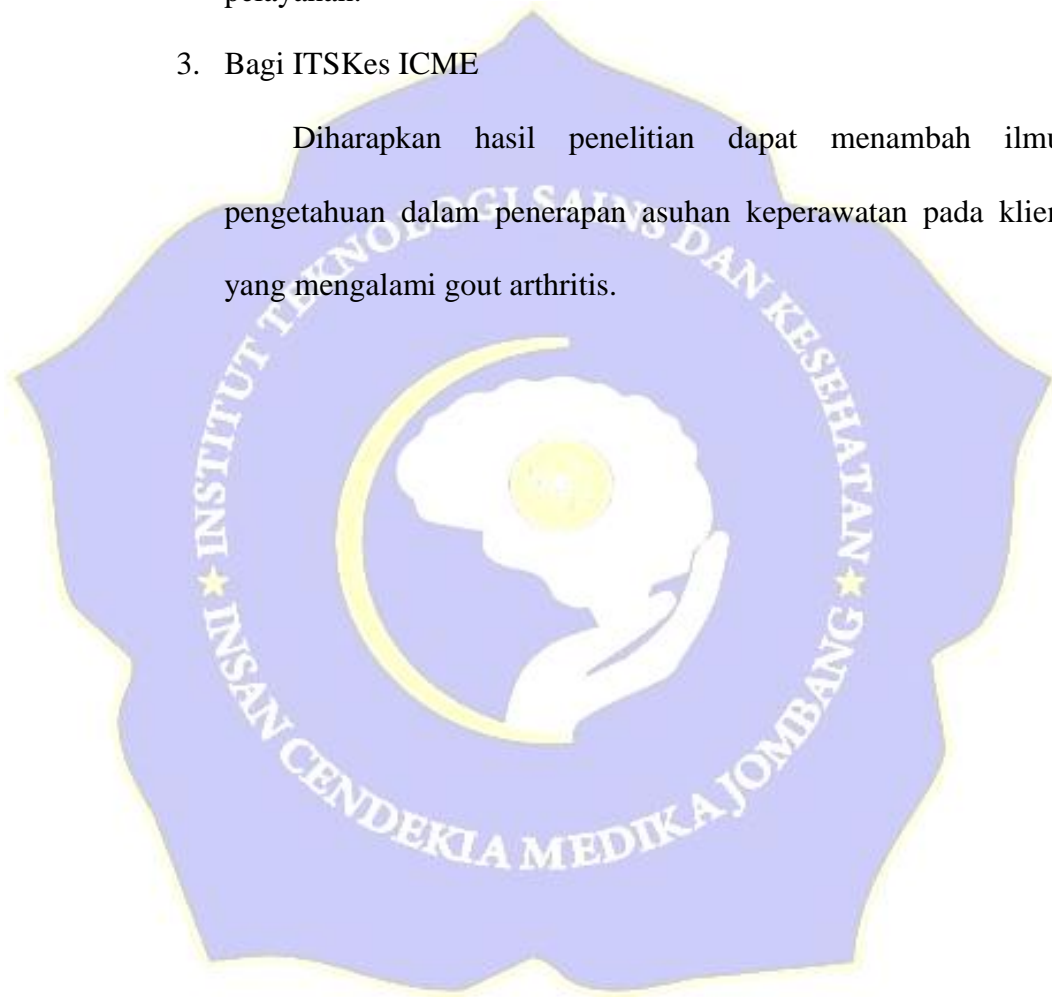 pelayanan.
3. Bagi ITSKes ICME
Diharapkan hasil penelitian dapat menambah ilmu
pengetahuan dalam penerapan asuhan keperawatan pada klien
yang mengalami gout arthritis.
INSTITUT TEKNOLOGI SAINS DAN KESEHATAN
INSAN CENDEKIA MEDIKA JOMBANG